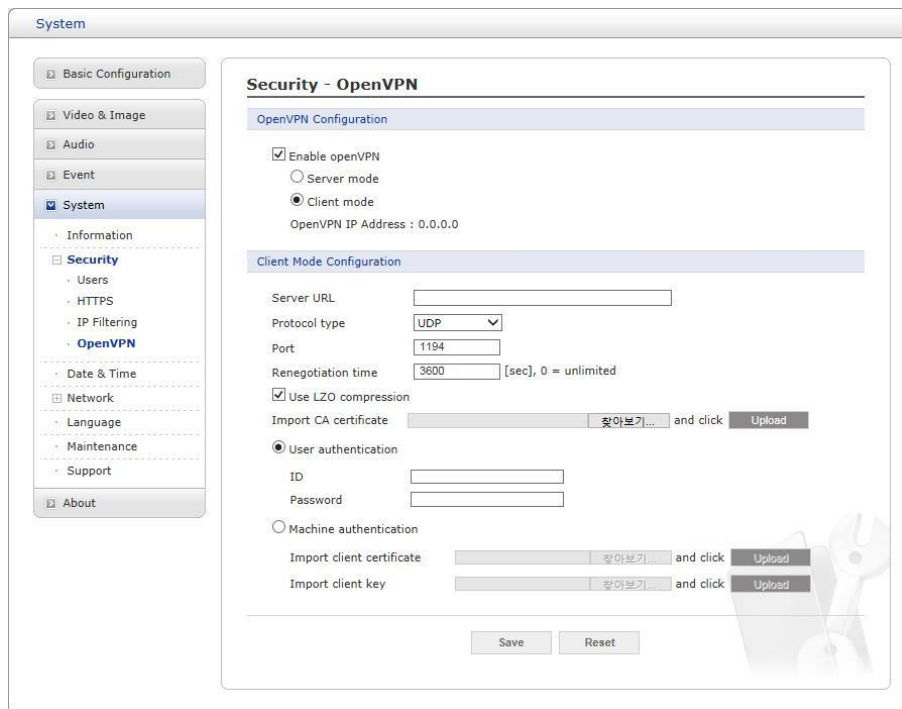 System
Basic Configuration
Video & Image
Audio
Event
System
Information
Security
Users
HTTPS
IP Filtering
OpenVPN
Date & Time
Network
Language
Maintenance
Support
About
Security - OpenVPN
OpenVPN Configuration
Enable openVPN
Server mode
Client mode
OpenVPN IP Address : 0.0.0.0
Client Mode Configuration
Server URL
Protocol type UDP
Port 1194
Renegotiation time 3600 [sec], 0 = unlimited
Use LZO compression
Import CA certificate 찾아보기... and click Upload
User authentication
ID
Password
Machine authentication
Import client certificate 찾아보기... and click Upload
Import client key 찾아보기... and click Upload
Save Reset